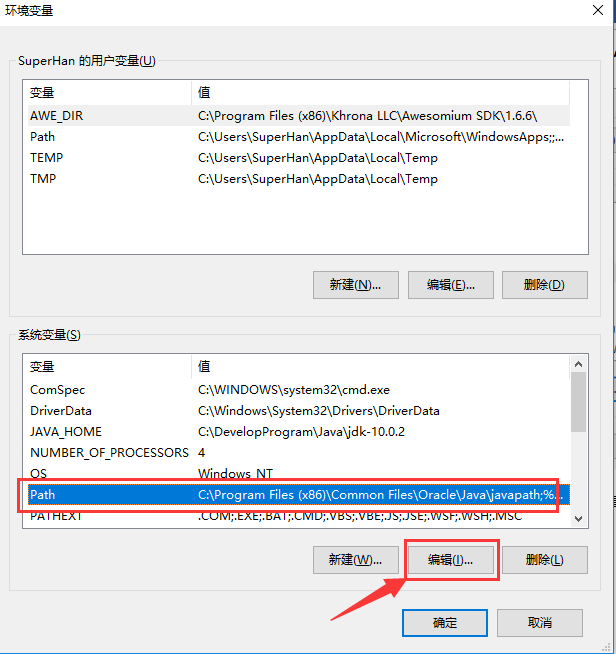 环境变量
SuperHan 的用户变量(U)
变量 值
AWE_DIR C:\Program Files (x86)\Khrona LLC\Awesomium SDK\1.6.6\
Path C:\Users\SuperHan\AppData\Local\Microsoft\WindowsApps;;...
TEMP C:\Users\SuperHan\AppData\Local\Temp
TMP C:\Users\SuperHan\AppData\Local\Temp
新建(N)... 编辑(E)... 删除(D)
系统变量(S)
变量 值
ComSpec C:\WINDOWS\system32\cmd.exe
DriverData C:\Windows\System32\Drivers\DriverData
JAVA_HOME C:\DevelopProgram\Java\jdk-10.0.2
NUMBER_OF_PROCESSORS 4
OS Windows_NT
Path C:\Program Files (x86)\Common Files\Oracle\Java\javapath;%...
PATHEXT .COM;.EXE;.BAT;.CMD;.VBS;.VBE;.JS;.JSE;.WSF;.WSH;.MSC
新建(W)... 编辑(I)... 删除(L)
确定 取消